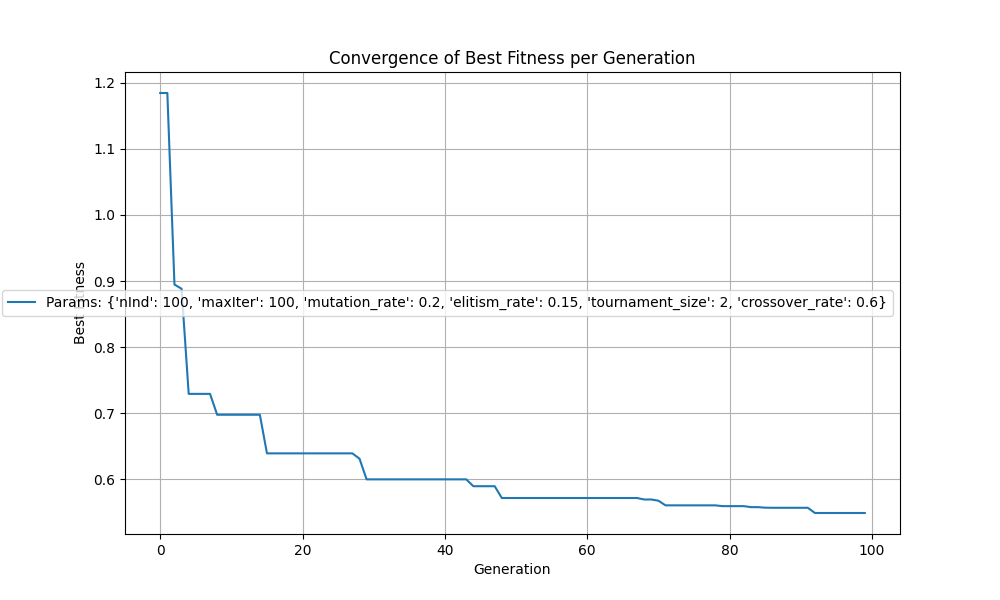 Convergence of Best Fitness per Generation
1.2
1.1
1.0
0.9
0.8
0.7
0.6
Best
ness
Params: {'nInd': 100, 'maxIter': 100, 'mutation_rate': 0.2, 'elitism_rate': 0.15, 'tournament_size': 2, 'crossover_rate': 0.6}
0 20 40 60 80 100
Generation